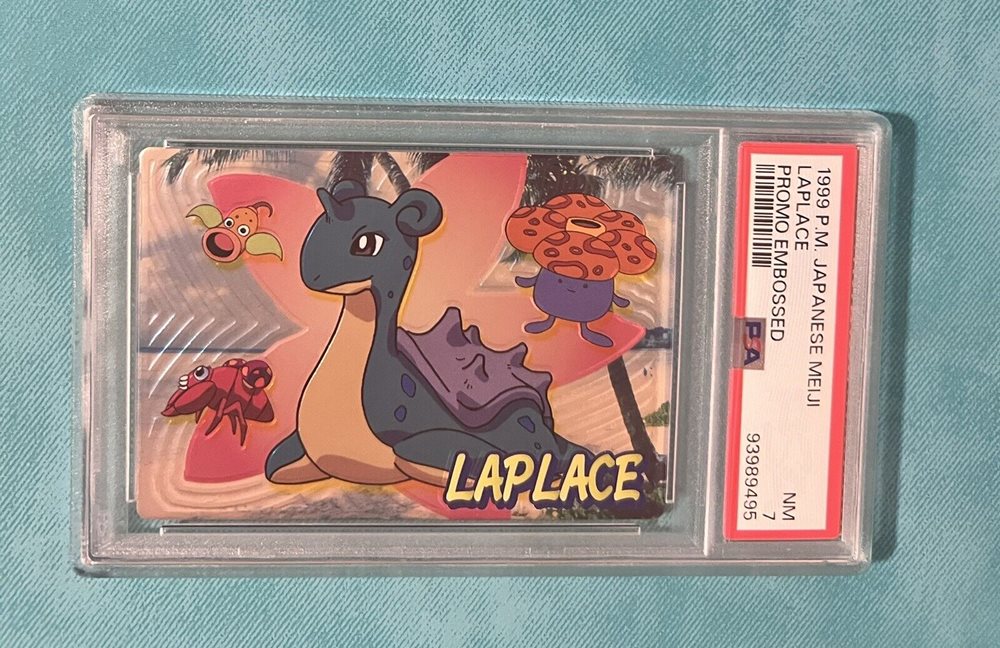 LAPLACE
1999 P.M. JAPANESE MEIJI
LAPLACE
PROMO EMBOSSED
NM
7
93989495
PSA